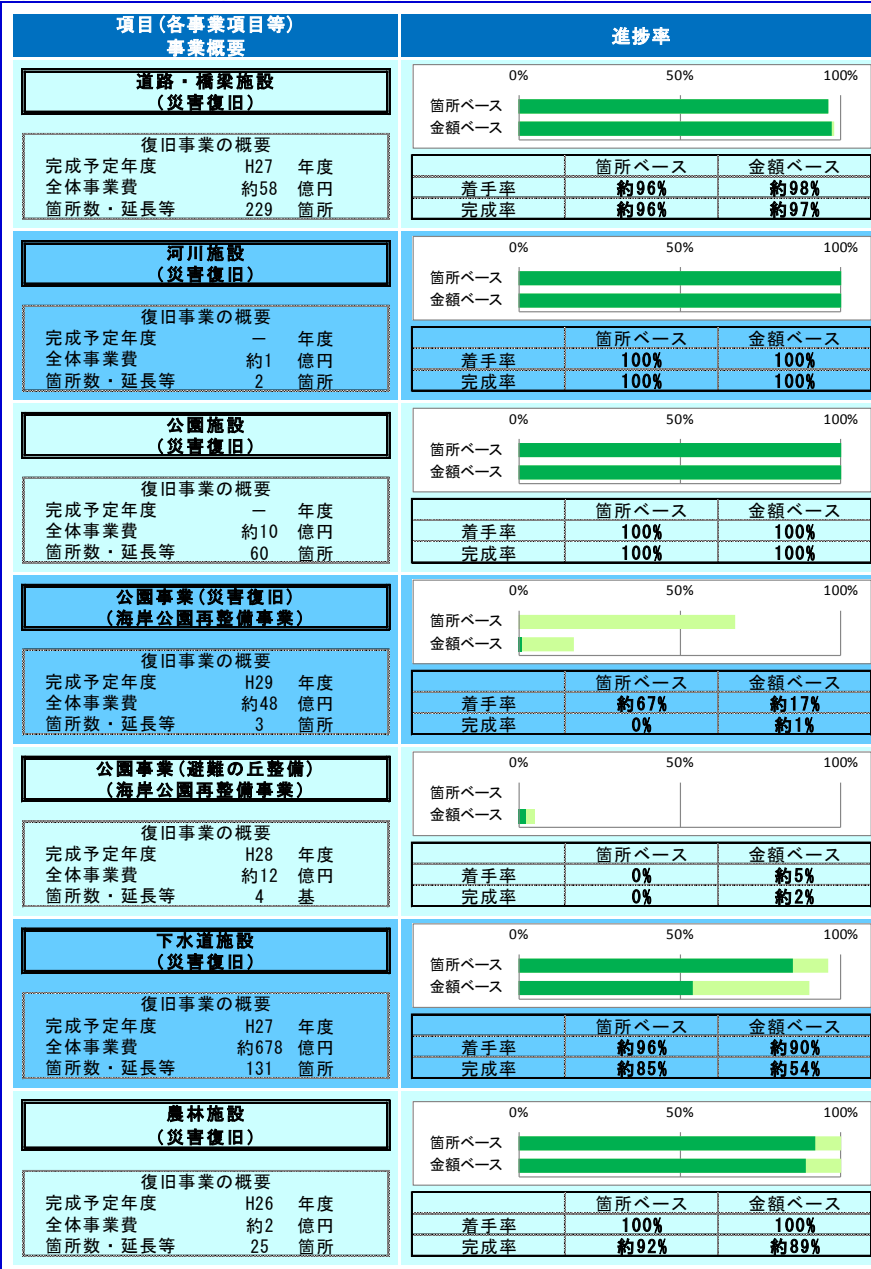 項目(各事業項目等)
事業概要
進捗率
道路・橋梁施設
(災害復旧)
復旧事業の概要
完成予定年度 H27 年度
全体事業費 約58 億円
箇所数・延長等 229 箇所
0% 50% 100%
箇所ベース
金額ベース
箇所ベース 金額ベース
着手率 約96% 約98%
完成率 約96% 約97%
河川施設
(災害復旧)
復旧事業の概要
完成予定年度 － 年度
全体事業費 約1 億円
箇所数・延長等 2 箇所
0% 50% 100%
箇所ベース
金額ベース
箇所ベース 金額ベース
着手率 100% 100%
完成率 100% 100%
公園施設
(災害復旧)
復旧事業の概要
完成予定年度 － 年度
全体事業費 約10 億円
箇所数・延長等 60 箇所
0% 50% 100%
箇所ベース
金額ベース
箇所ベース 金額ベース
着手率 100% 100%
完成率 100% 100%
公園事業(災害復旧)
(海岸公園再整備事業)
復旧事業の概要
完成予定年度 H29 年度
全体事業費 約48 億円
箇所数・延長等 3 箇所
0% 50% 100%
箇所ベース
金額ベース
箇所ベース 金額ベース
着手率 約67% 約17%
完成率 0% 約1%
公園事業(避難の丘整備)
(海岸公園再整備事業)
復旧事業の概要
完成予定年度 H28 年度
全体事業費 約12 億円
箇所数・延長等 4 基
0% 50% 100%
箇所ベース
金額ベース
箇所ベース 金額ベース
着手率 0% 約5%
完成率 0% 約2%
下水道施設
(災害復旧)
復旧事業の概要
完成予定年度 H27 年度
全体事業費 約678 億円
箇所数・延長等 131 箇所
0% 50% 100%
箇所ベース
金額ベース
箇所ベース 金額ベース
着手率 約96% 約90%
完成率 約85% 約54%
農林施設
(災害復旧)
復旧事業の概要
完成予定年度 H26 年度
全体事業費 約2 億円
箇所数・延長等 25 箇所
0% 50% 100%
箇所ベース
金額ベース
箇所ベース 金額ベース
着手率 100% 100%
完成率 約92% 約89%